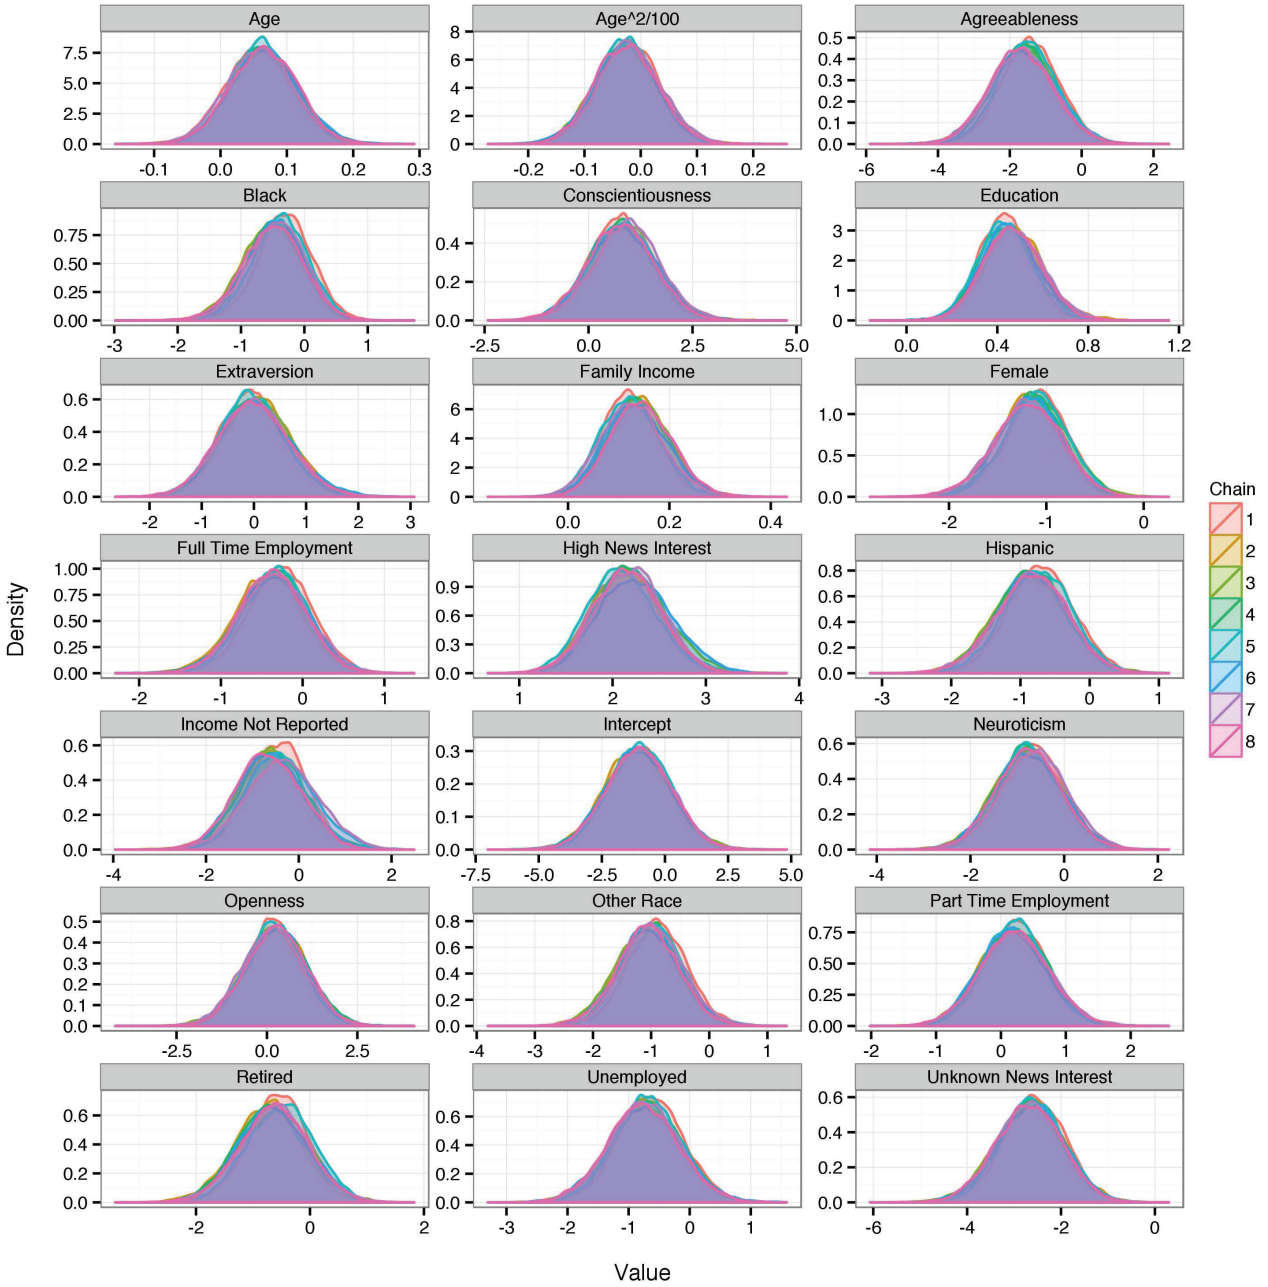 Age
Age^2/100
Agreeableness
7.5
5.0
2.5
0.0
-0.1 0.0 0.1 0.2 0.3
8
6
4
2
0
-0.2 -0.1 0.0 0.1 0.2
0.5
0.4
0.3
0.2
0.1
0.0
-6 -4 -2 0 2
Black
Conscientiousness
Education
0.75
0.50
0.25
0.00
-3 -2 -1 0 1
0.4
0.2
0.0
-2.5 0.0 2.5 5.0
3
2
1
0
0.0 0.4 0.8 1.2
Extraversion
Family Income
Female
0.6
0.4
0.2
0.0
-2 -1 0 1 2 3
6
4
2
0
0.0 0.2 0.4
1.0
0.5
0.0
-2 -1 0
Full Time Employment
High News Interest
Hispanic
1.00
0.75
0.50
0.25
0.00
-2 -1 0 1
0.9
0.6
0.3
0.0
1 2 3 4
0.8
0.6
0.4
0.2
0.0
-3 -2 -1 0 1
Income Not Reported
Intercept
Neuroticism
0.6
0.4
0.2
0.0
-4 -2 0 2
0.3
0.2
0.1
0.0
-7.5 -5.0 -2.5 0.0 2.5 5.0
0.6
0.4
0.2
0.0
-4 -2 0 2
Openness
Other Race
Part Time Employment
0.5
0.4
0.3
0.2
0.1
0.0
-2.5 0.0 2.5
0.8
0.6
0.4
0.2
0.0
-4 -3 -2 -1 0 1
0.75
0.50
0.25
0.00
-2 -1 0 1 2
Retired
Unemployed
Unknown News Interest
0.6
0.4
0.2
0.0
-2 0 2
0.6
0.4
0.2
0.0
-3 -2 -1 0 1
0.6
0.4
0.2
0.0
-6 -4 -2 0
Density
Value
Chain
1
2
3
4
5
6
7
8